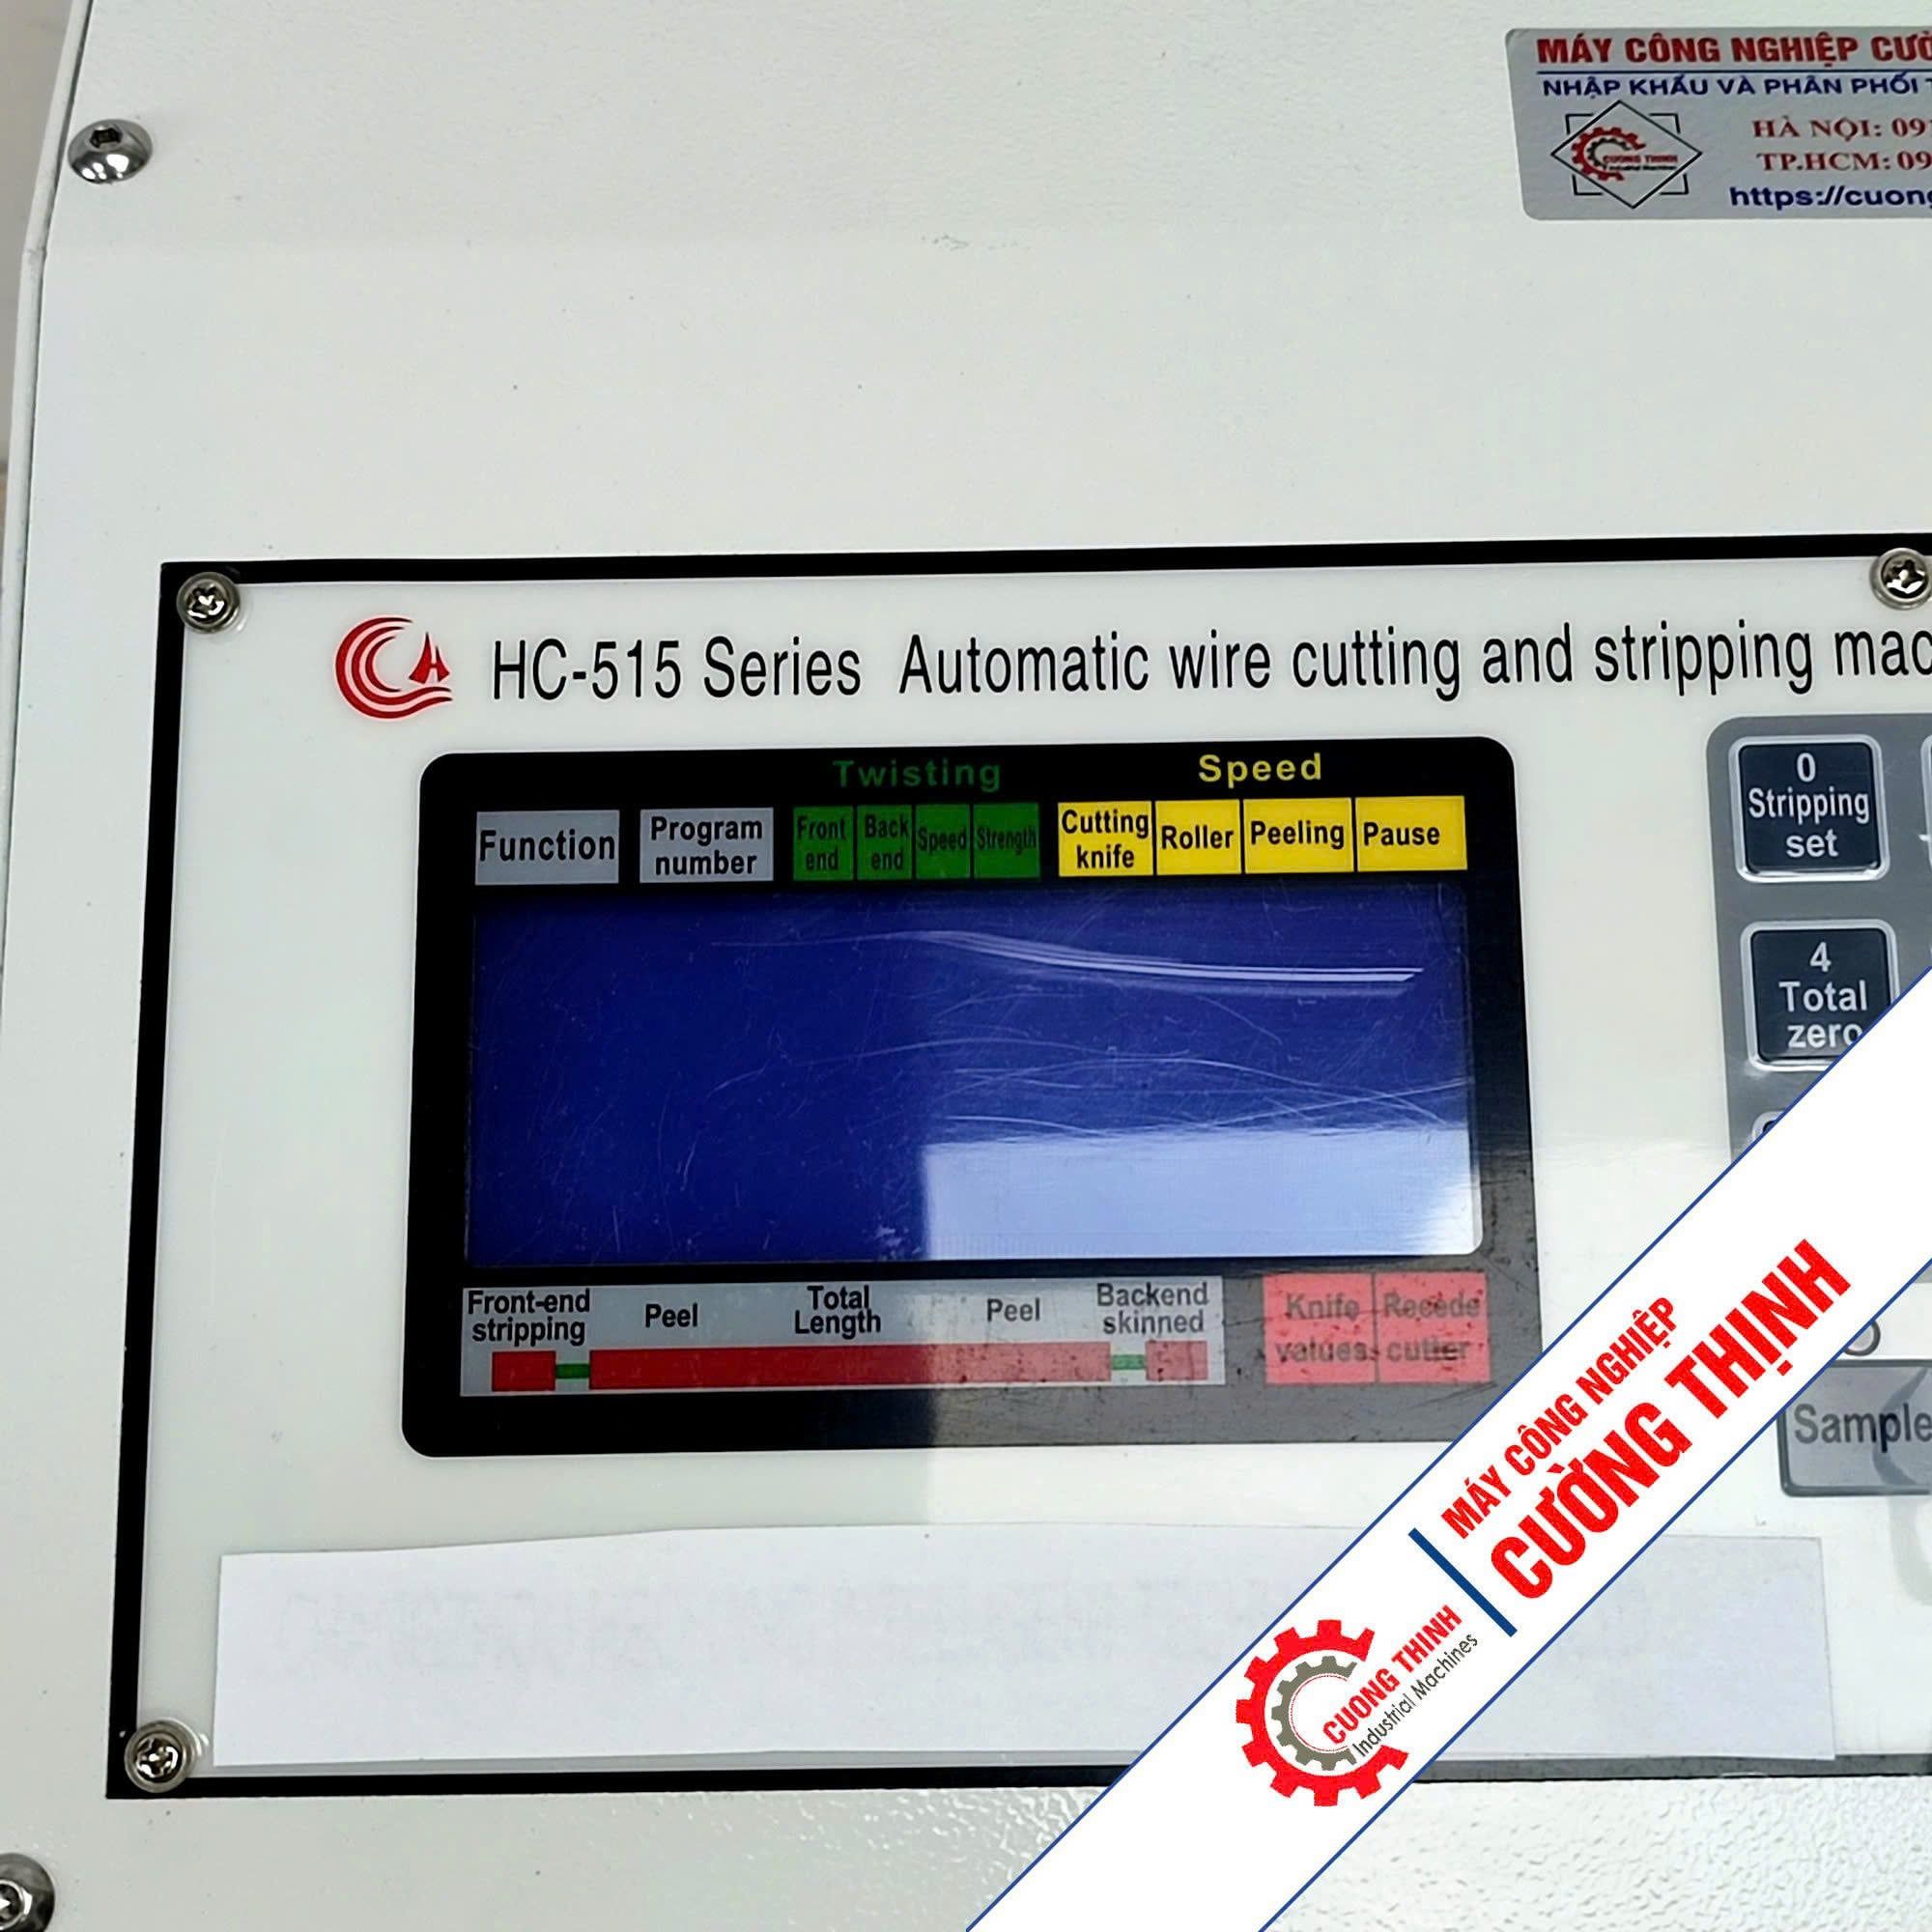 MÁY CÔNG NGHIỆP
NHẬP KHẨU VÀ PHÂN PHỐI
HÀ NỘI: 09
TP.HCM: 09
CUONG THINH
https://cuong
HC-515 Series Automatic wire cutting and stripping mac
Twisting Speed
Function
Program
number
Front
end
Back
end
Speed
Strength
Cutting
knife
Roller
Peeling
Pause
0
Stripping
set
4
Total
zero
Front-end
stripping
Peel
Total
Length
Peel
Backend
skinned
Knife
values
Recede
cutter
Sample
MÁY CÔNG NGHIỆP
CƯỜNG THỊNH
CUONG THINH
Industrial Machines